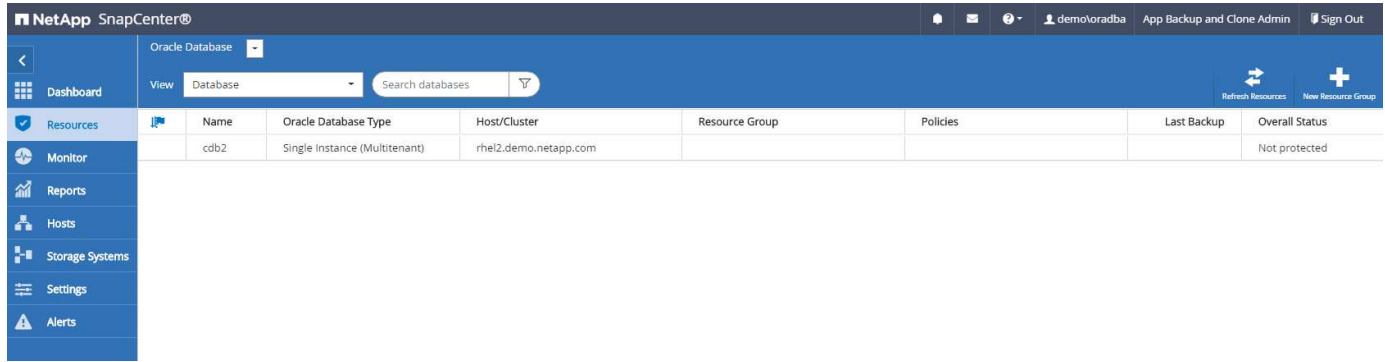 NetApp SnapCenter®
demo\oradba App Backup and Clone Admin Sign Out
Oracle Database
View Database Search databases
Refresh Resources New Resource Group
Dashboard
Resources
Monitor
Reports
Hosts
Storage Systems
Settings
Alerts
Name Oracle Database Type Host/Cluster Resource Group Policies Last Backup Overall Status
cdb2 Single Instance (Multitenant) rhel2.demo.netapp.com Not protected